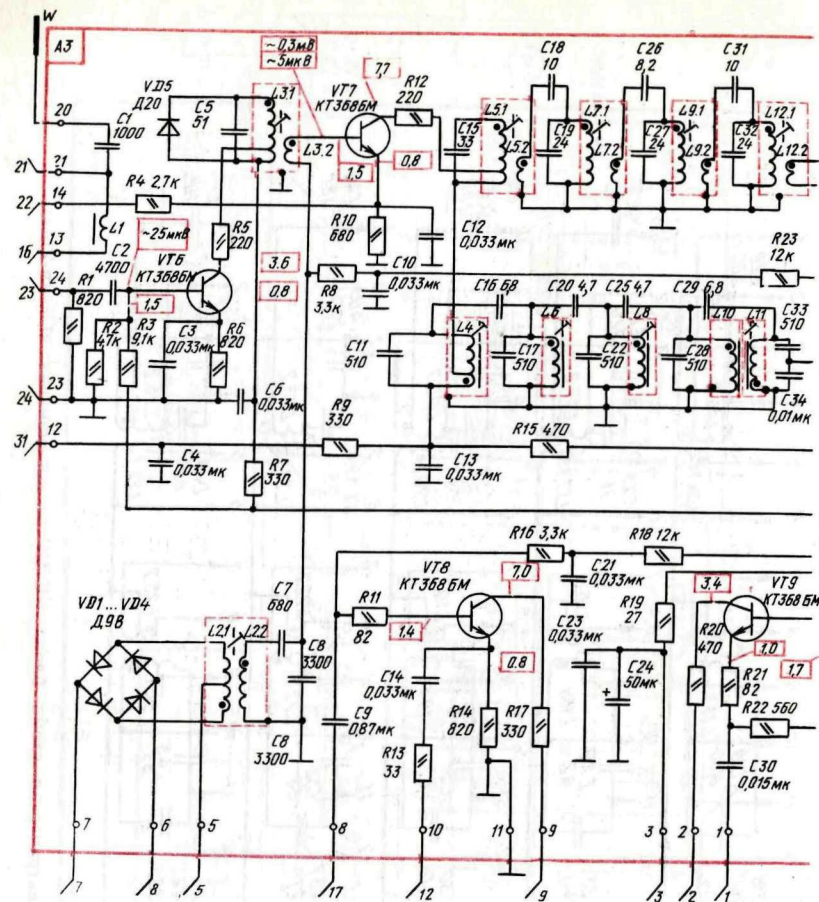 W
A3
20
C1
1000
21
21
14
22
R4 2,7к
L1
13
16
C2
4700
24
23
R1
820
R2
4,7к
R3
9,1к
VT6
КТ368БМ
~25мкВ
1,5
C3
0,033мк
R6
820
23
24
C6
0,033мк
12
31
C4
0,033мк
R7
330
VD5
Д20
C5
51
L3.1
L3.2
R5
220
3.6
0,8
~0,3мВ
~5мкВ
VT7
КТ368БМ
7,7
R12
220
1,5
0,8
R10
680
C12
0,033мк
C10
0,033мк
R8
3,3к
C11
510
R9
330
C13
0,033мк
R15 470
C15
33
L5.1
L5.2
C18
10
C19
24
L7.1
L7.2
C26
8,2
C27
24
L9.1
L9.2
C31
10
C32
24
L12.1
L12.2
R23
12к
C16 6,8
C20 4,7
C25 4,7
C29 6,8
L4
C17
510
L6
C22
510
L8
C28
510
L10
L11
C33
510
C34
0,01мк
R16 3,3к
R18 12к
C21
0,033мк
VT8
КТ368БМ
7,0
R11
82
1,4
0,8
C14
0,033мк
R13
33
R14
820
R17
330
C23
0,033мк
+
C24
50мк
R19
27
3,4
VT9
КТ368БМ
R20
470
1,0
1,7
R21
82
R22 560
C30
0,015мк
VD1...VD4
Д9В
L2.1
L2.2
C7
680
C8
3300
C8
3300
C9
0,87мк
7
6
5
8
10
11
9
3
2
1
7
8
5
17
12
9
3
2
1